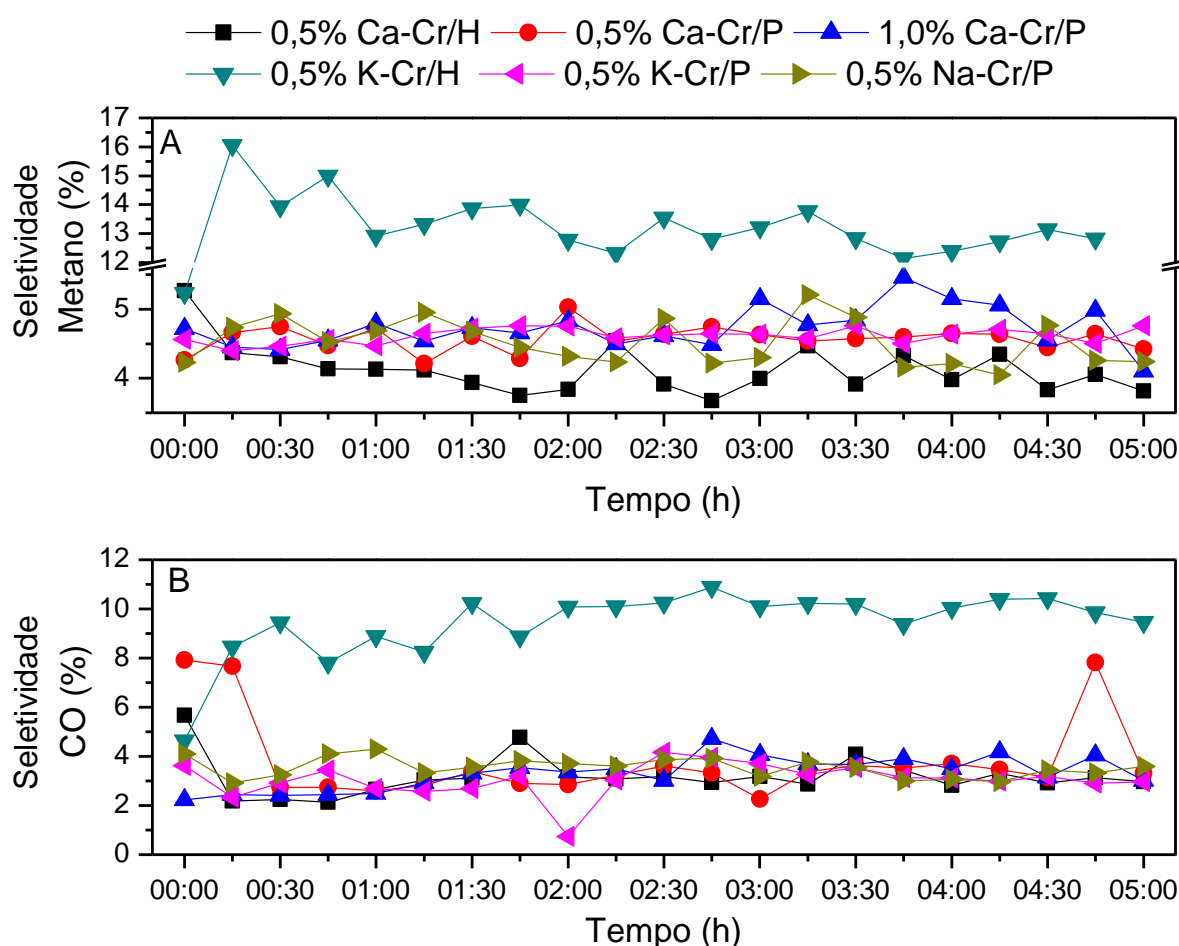 0,5% Ca-Cr/H 0,5% Ca-Cr/P 1,0% Ca-Cr/P
0,5% K-Cr/H 0,5% K-Cr/P 0,5% Na-Cr/P
A
Seletividade
Metano (%)
17
16
15
14
13
12
12
5
4
00:00 00:30 01:00 01:30 02:00 02:30 03:00 03:30 04:00 04:30 05:00
Tempo (h)
B
Seletividade
CO (%)
12
10
8
6
4
2
0
00:00 00:30 01:00 01:30 02:00 02:30 03:00 03:30 04:00 04:30 05:00
Tempo (h)